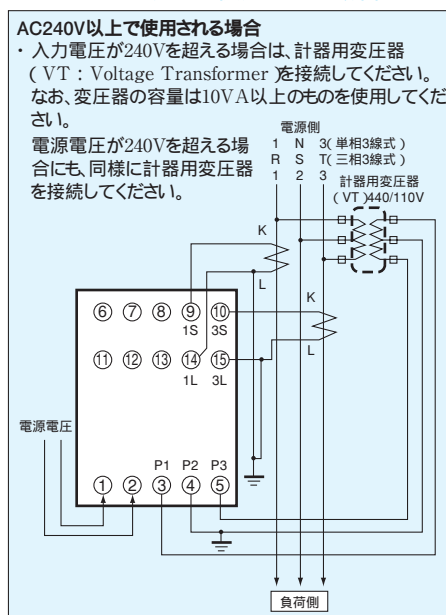 AC240V以上で使用される場合
・ 入力電圧が240Vを超える場合は、計器用変圧器
( VT : Voltage Transformer )を接続してください。
なお、変圧器の容量は10VA以上のものを使用してくだ
さい。
電源電圧が240Vを超える場
合にも、同様に計器用変圧器
を接続してください。
電源側
1 N 3(単相3線式)
R S T(三相3線式)
1 2 3
計器用変圧器
(VT)440/110V
K
L
K
L
⑥ ⑦ ⑧ ⑨ ⑩
1S 3S
⑪ ⑫ ⑬ ⑭ ⑮
1L 3L
電源電圧
P1 P2 P3
① ② ③ ④ ⑤
負荷側